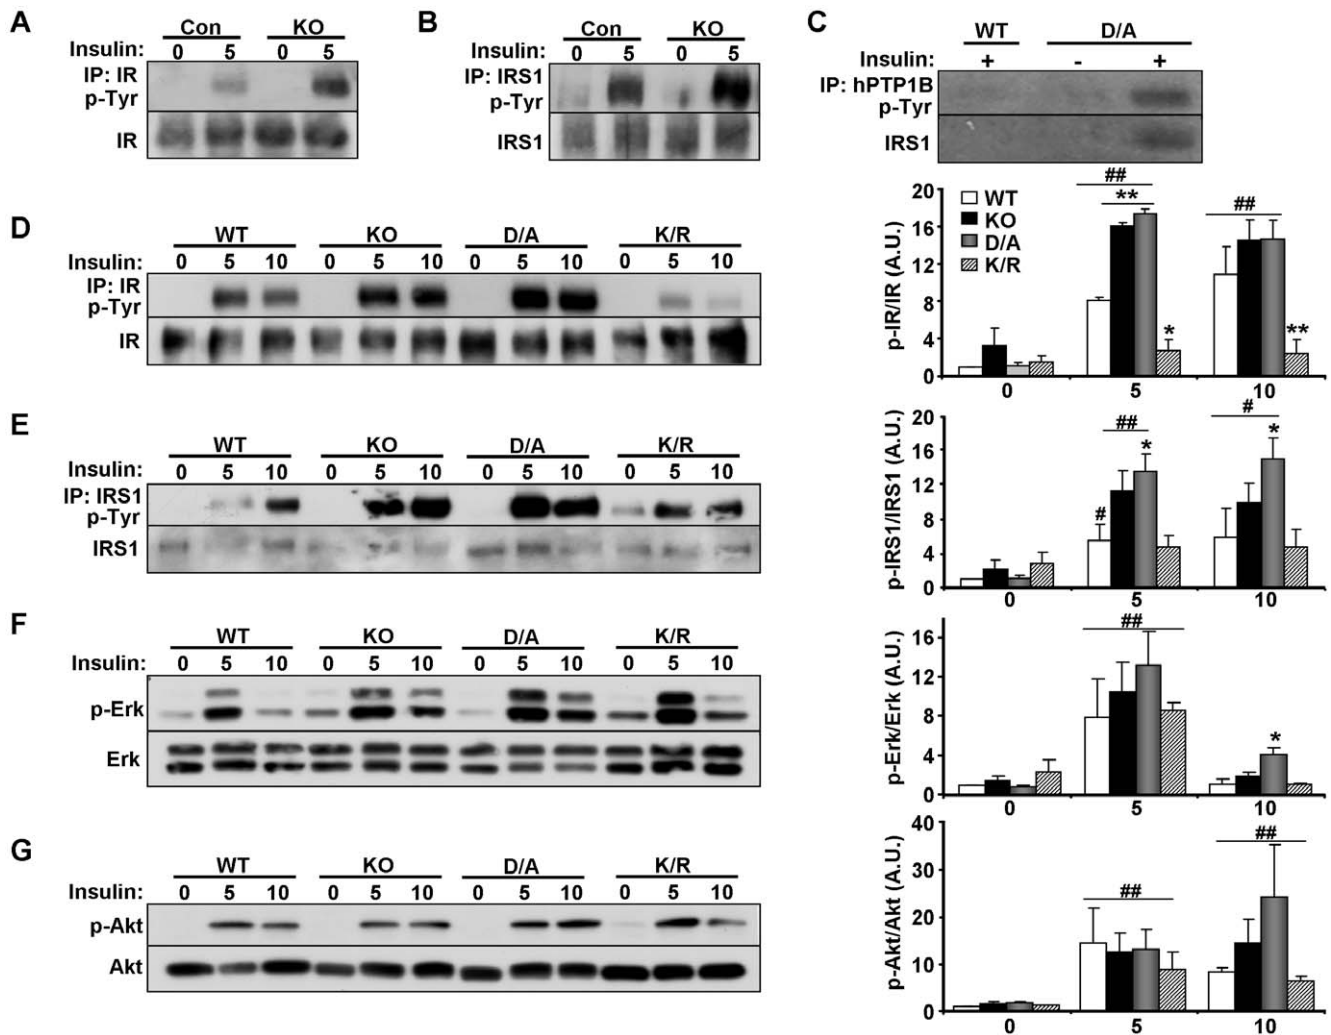 A
Con KO
Insulin: 0 5 0 5
IP: IR
p-Tyr
IR
B
Con KO
Insulin: 0 5 0 5
IP: IRS1
p-Tyr
IRS1
C
WT D/A
Insulin: + - +
IP: hPTP1B
p-Tyr
IRS1
D
WT KO D/A K/R
Insulin: 0 5 10 0 5 10 0 5 10 0 5 10
IP: IR
p-Tyr
IR
p-IR/IR (A.U.)
20
16
12
8
4
0
WT
KO
D/A
K/R
##
**
*
##
**
0 5 10
E
WT KO D/A K/R
Insulin: 0 5 10 0 5 10 0 5 10 0 5 10
IP: IRS1
p-Tyr
IRS1
p-IRS1/IRS1 (A.U.)
20
16
12
8
4
0
#
##
*
#
*
0 5 10
F
WT KO D/A K/R
Insulin: 0 5 10 0 5 10 0 5 10 0 5 10
p-Erk
Erk
p-Erk/Erk (A.U.)
16
12
8
4
0
##
*
0 5 10
G
WT KO D/A K/R
Insulin: 0 5 10 0 5 10 0 5 10 0 5 10
p-Akt
Akt
p-Akt/Akt (A.U.)
40
30
20
10
0
##
##
0 5 10